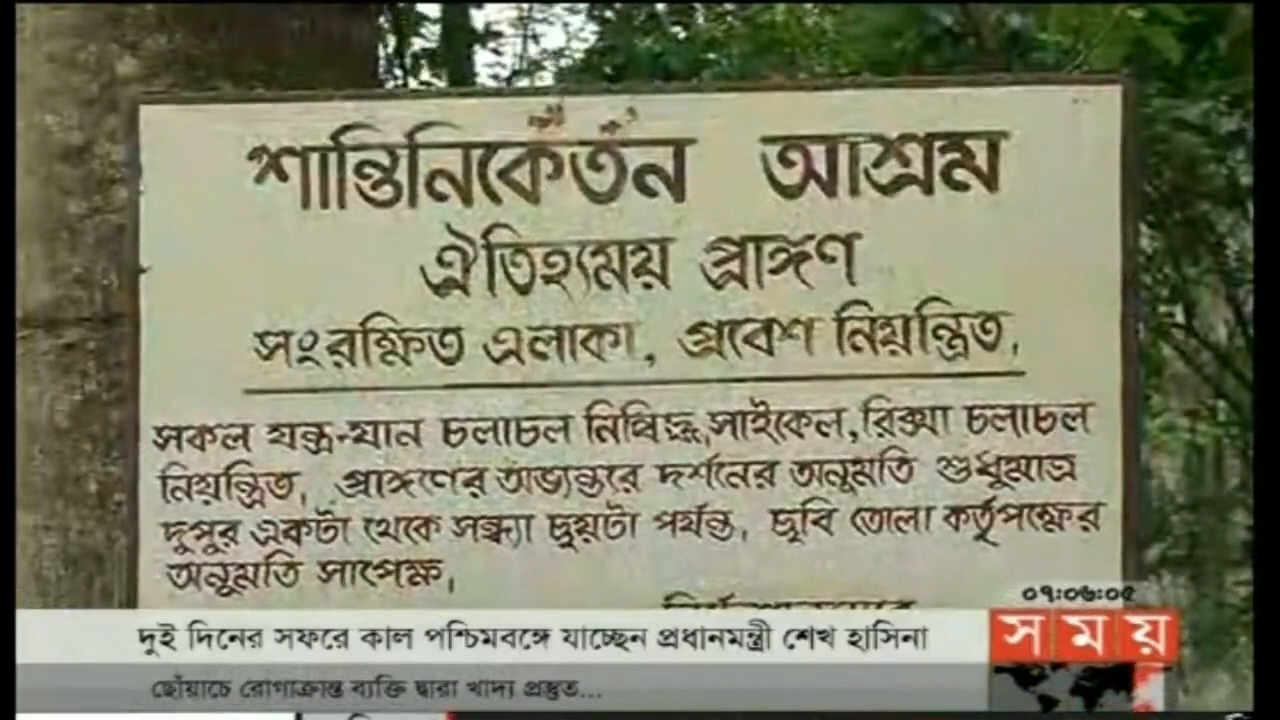 শান্তিনিকেতন আশ্রম
ঐতিহ্যময় প্রাঙ্গণ
সংরক্ষিত এলাকা, প্রবেশ নিয়ন্ত্রিত,
সকল যন্ত্র-যান চলাচল নিষিদ্ধ,সাইকেল,রিক্সা চলাচল
নিয়ন্ত্রিত, প্রাঙ্গণের অভ্যন্তরে দর্শনের অনুমতি শুধুমাত্র
দুপুর একটা থেকে সন্ধ্যা ছয়টা পর্যন্ত, ছবি তোলা কর্তৃপক্ষের
অনুমতি সাপেক্ষ,
০৭:০৬:০৫
দুই দিনের সফরে কাল পশ্চিমবঙ্গে যাচ্ছেন প্রধানমন্ত্রী শেখ হাসিনা
সময়
ছোঁয়াচে রোগাক্রান্ত ব্যক্তি দ্বারা খাদ্য প্রস্তুত...